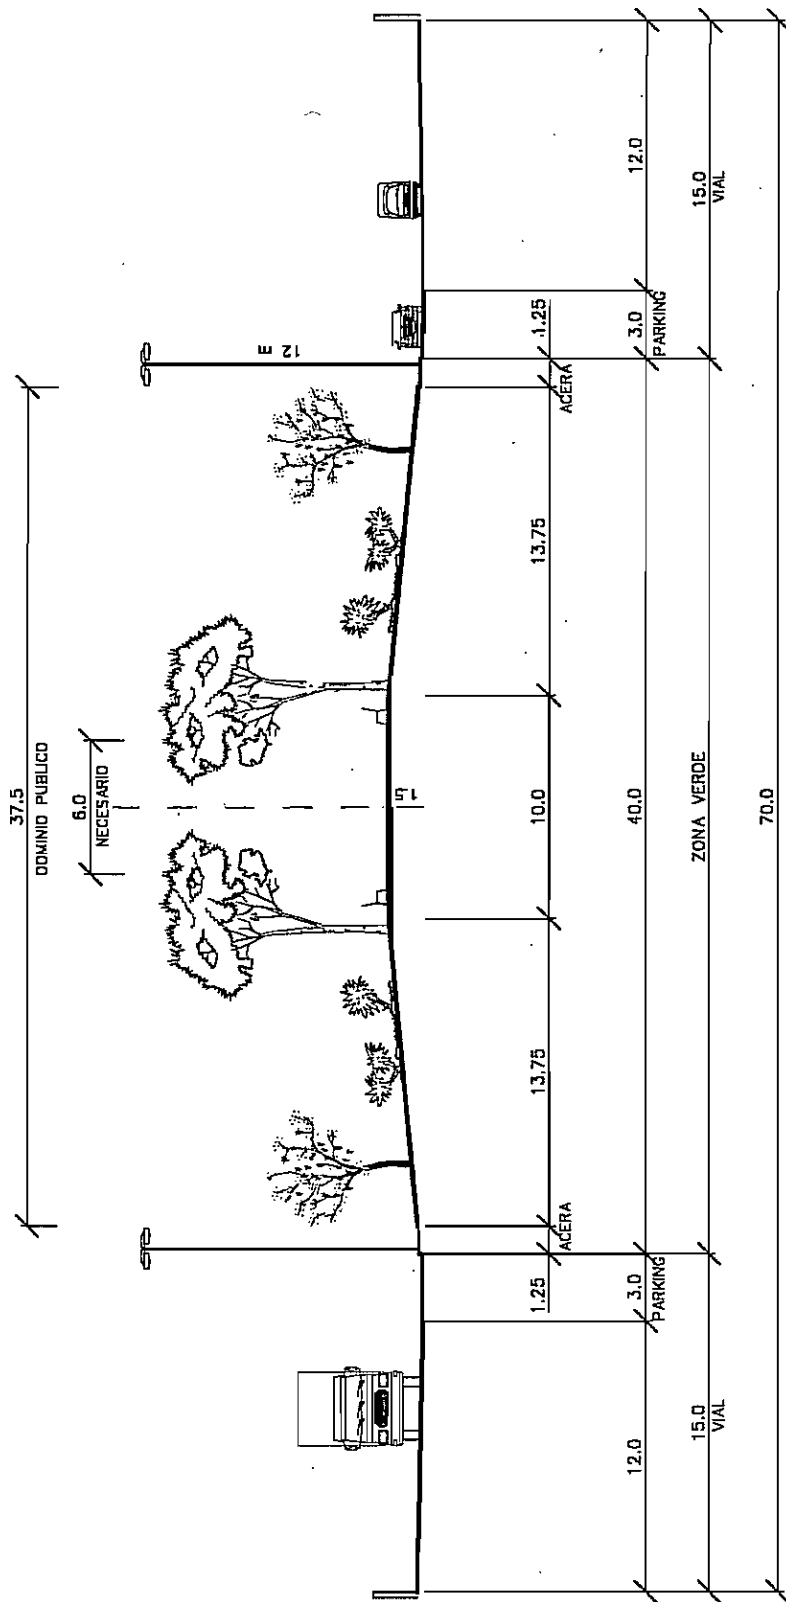 37.5
DOMINIO PUBLICO
6.0
NECESARIO
12 m
1.5
1.25
ACERA
13.75
10.0
13.75
ACERA
1.25
12.0
3.0
PARKING
40.0
3.0
PARKING
12.0
15.0
VIAL
ZONA VERDE
15.0
VIAL
70.0